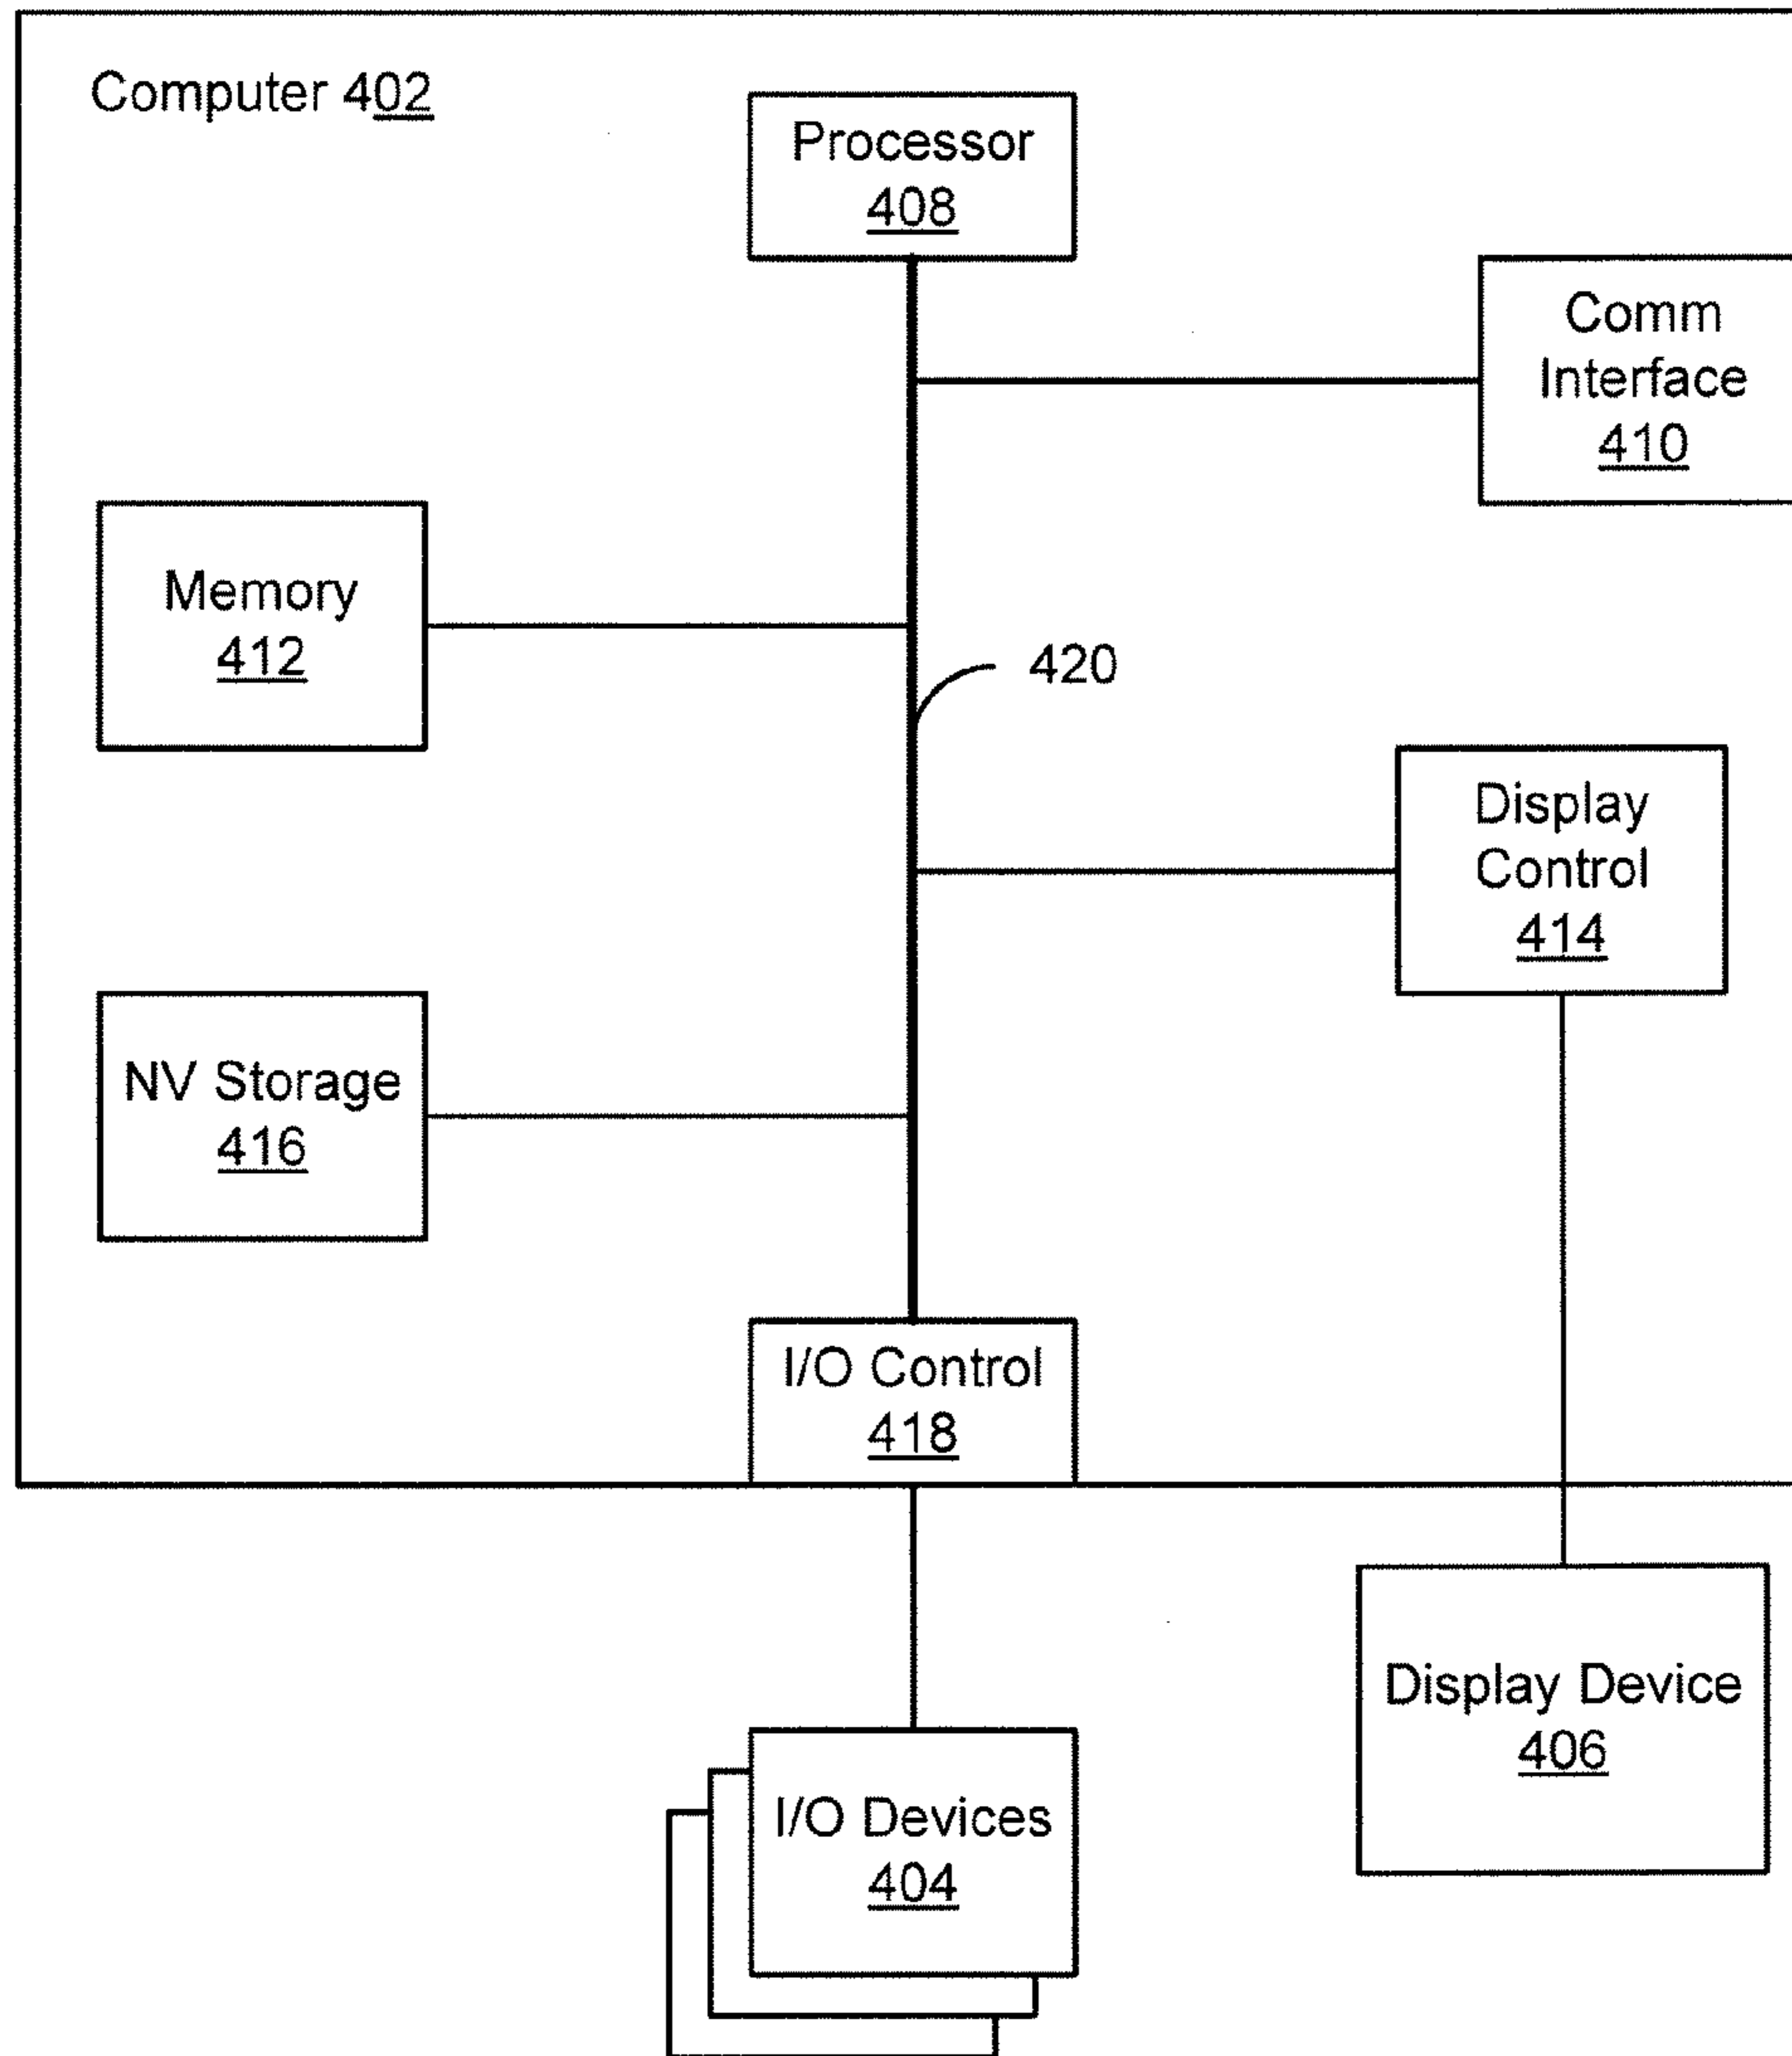 Computer 402
Processor
408
Comm
Interface
410
Memory
412
420
Display
Control
414
NV Storage
416
I/O Control
418
Display Device
406
I/O Devices
404